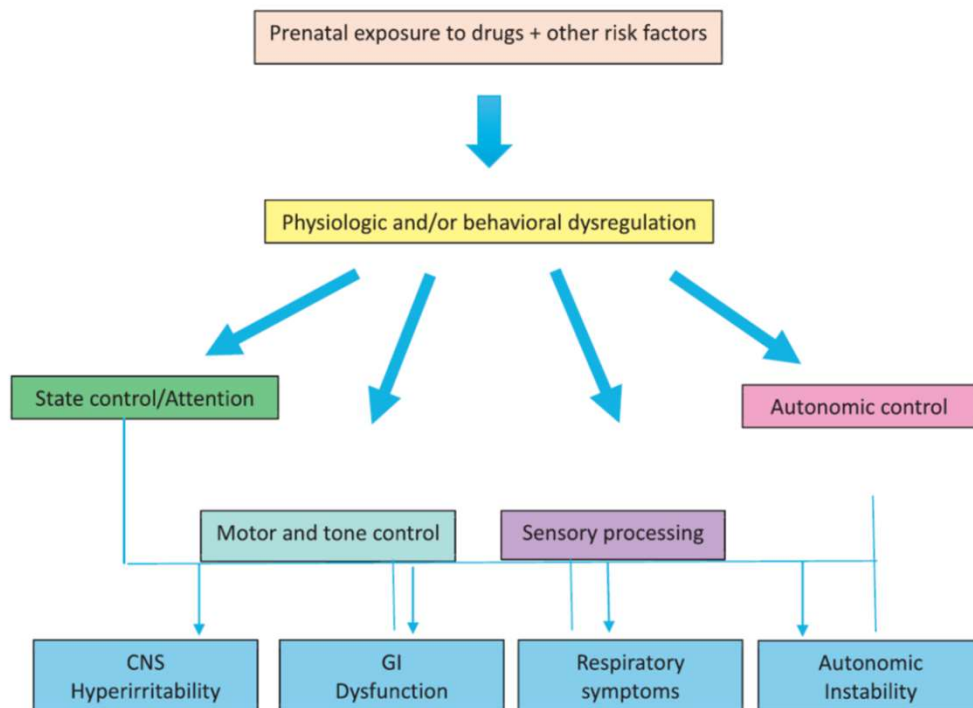 Prenatal exposure to drugs + other risk factors
Physiologic and/or behavioral dysregulation
State control/Attention
Autonomic control
Motor and tone control
Sensory processing
CNS
Hyperirritability
GI
Dysfunction
Respiratory
symptoms
Autonomic
Instability